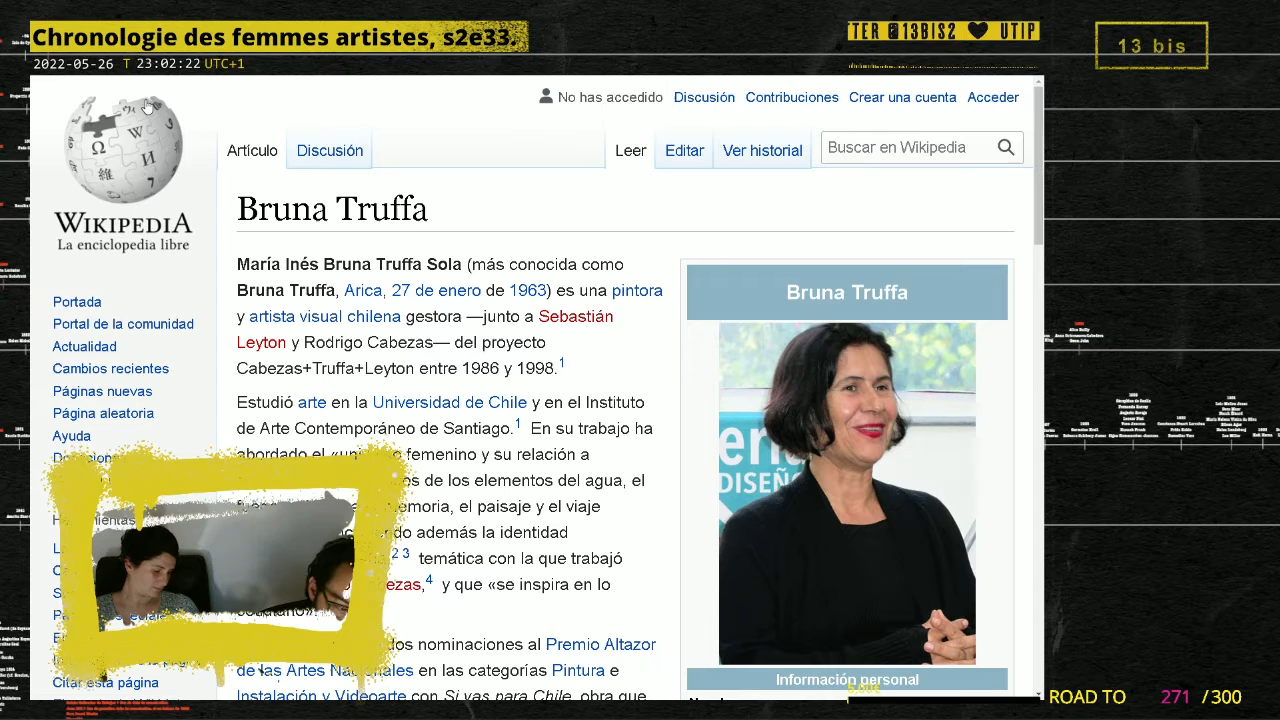 Chronologie des femmes artistes, s2e33.
TER @13BIS2 ♥ UTIP
13 bis
2022-05-26 T 23:02:22 UTC+1
No has accedido Discusión Contribuciones Crear una cuenta Acceder
Artículo Discusión Leer Editar Ver historial Buscar en Wikipedia
WIKIPEDIA
La enciclopedia libre
Portada
Portal de la comunidad
Actualidad
Cambios recientes
Páginas nuevas
Página aleatoria
Ayuda
Citar esta página
Bruna Truffa
María Inés Bruna Truffa Sola (más conocida como
Bruna Truffa, Arica, 27 de enero de 1963) es una pintora
y artista visual chilena gestora —junto a Sebastián
Leyton y Rodrigo Cabezas— del proyecto
Cabezas+Truffa+Leyton entre 1986 y 1998.1
Estudió arte en la Universidad de Chile y en el Instituto
de Arte Contemporáneo de Santiago.1 En su trabajo ha
abordado el femenino y su relación a
os de los elementos del agua, el
emoria, el paisaje y el viaje
do además la identidad
2 3 temática con la que trabajó
ezas,4 y que «se inspira en lo
dos nominaciones al Premio Altazor
de las Artes Nacionales en las categorías Pintura e
Instalación y Videoarte con Si vas para Chile, obra que
Bruna Truffa
DISEÑO
Información personal
ROAD TO 271 /300